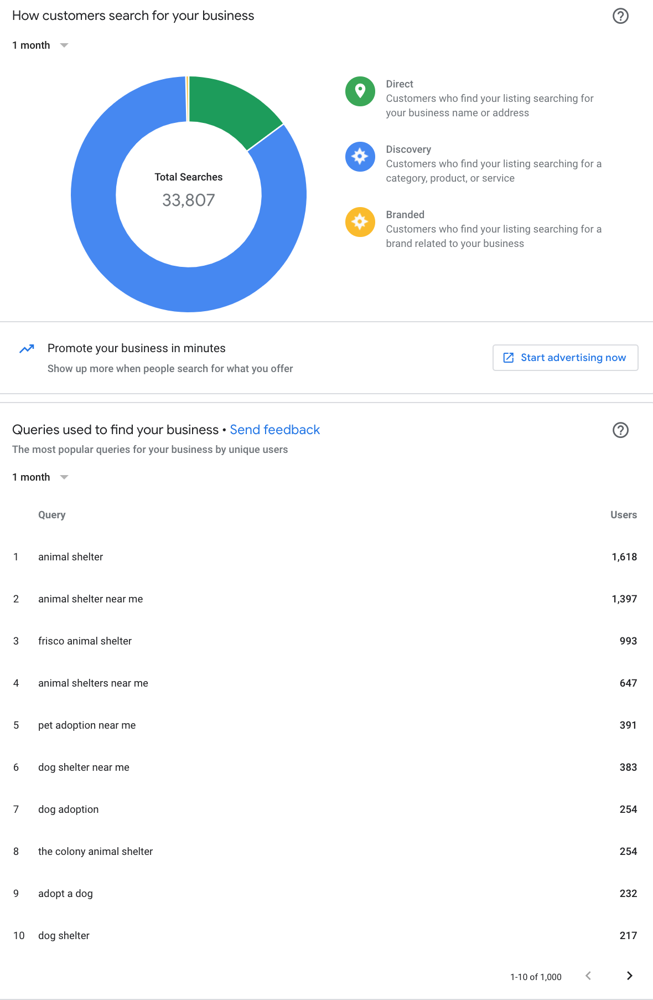 How customers search for your business
1 month
Total Searches
33,807
Direct
Customers who find your listing searching for
your business name or address
Discovery
Customers who find your listing searching for a
category, product, or service
Branded
Customers who find your listing searching for a
brand related to your business
Promote your business in minutes
Show up more when people search for what you offer
Start advertising now
Queries used to find your business • Send feedback
The most popular queries for your business by unique users
1 month
Query Users
1 animal shelter 1,618
2 animal shelter near me 1,397
3 frisco animal shelter 993
4 animal shelters near me 647
5 pet adoption near me 391
6 dog shelter near me 383
7 dog adoption 254
8 the colony animal shelter 254
9 adopt a dog 232
10 dog shelter 217
1-10 of 1,000